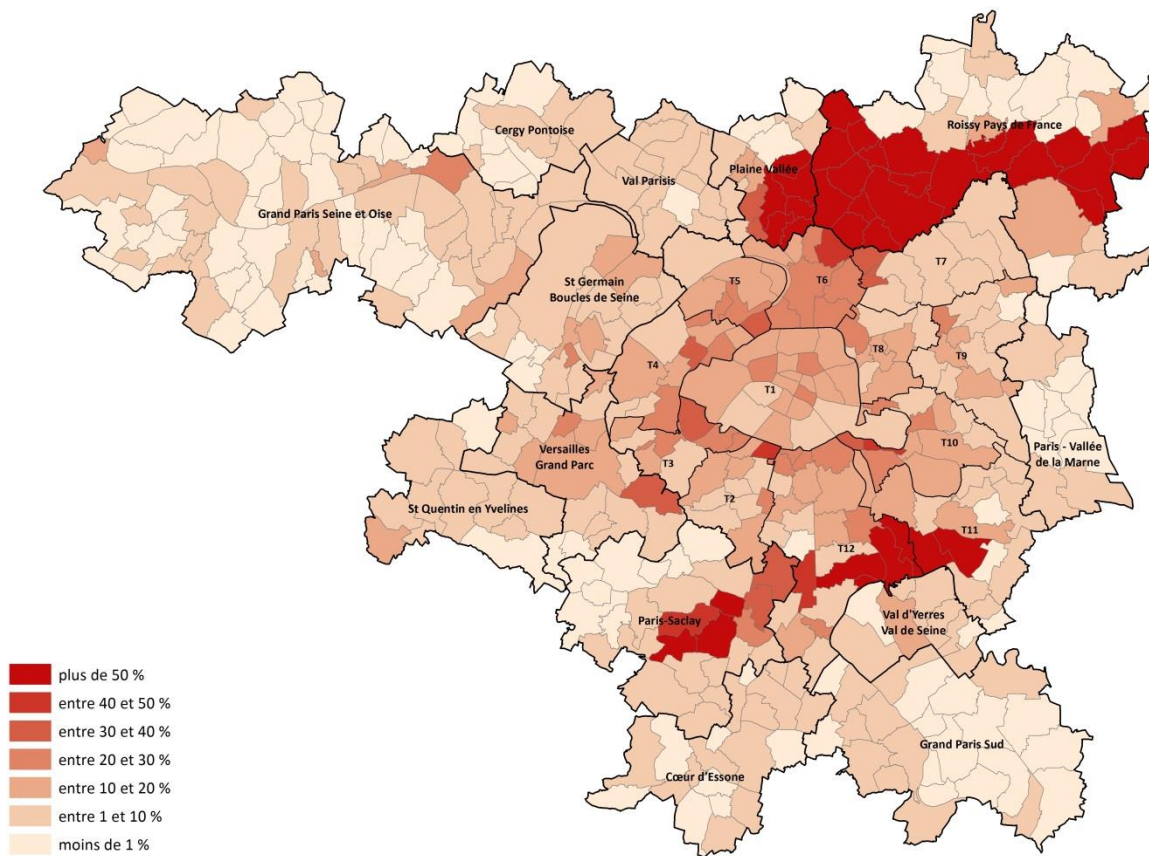 Roissy Pays de France
Cergy Pontoise
Plaine Vallée
Val Parisis
Grand Paris Seine et Oise
T7
St Germain
Boucles de Seine
T5
T6
T8
T9
T4
T1
Versailles
Grand Parc
T3
T10
Paris - Vallée
de la Marne
T2
St Quentin en Yvelines
T11
T12
Paris-Saclay
Val d'Yerres
Val de Seine
Grand Paris Sud
Cœur d'Essone
plus de 50 %
entre 40 et 50 %
entre 30 et 40 %
entre 20 et 30 %
entre 10 et 20 %
entre 1 et 10 %
moins de 1 %